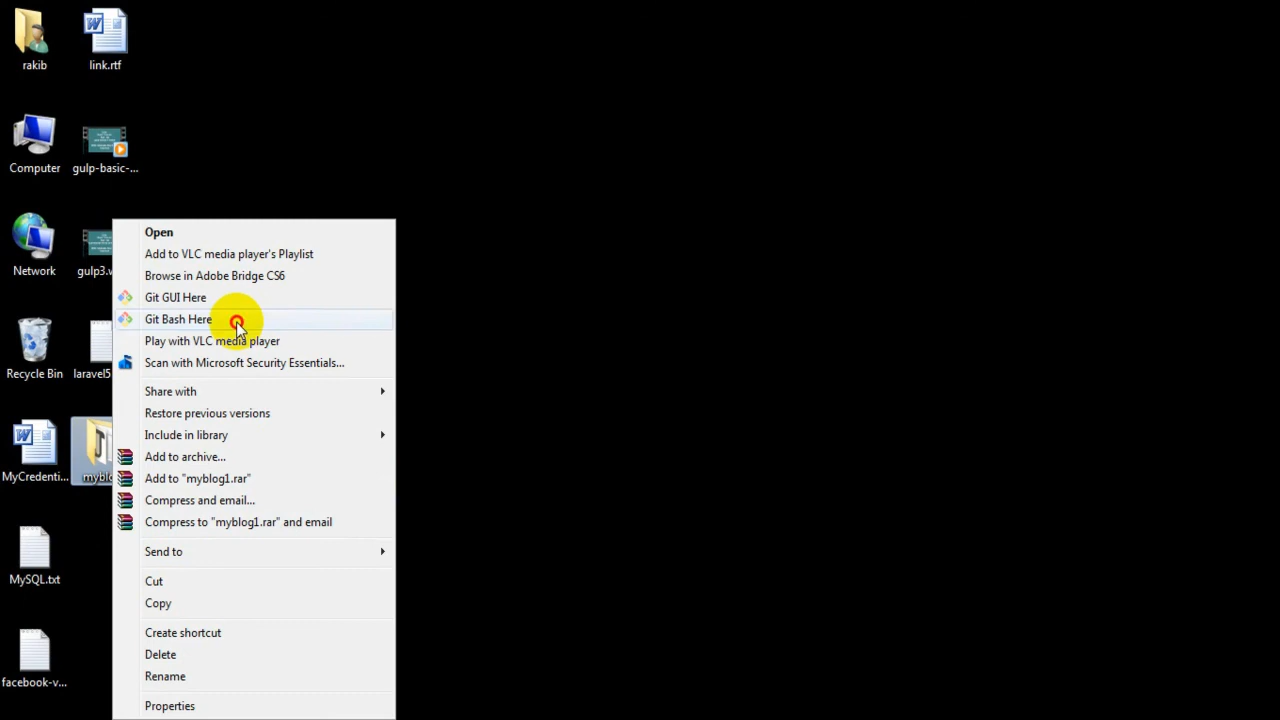 rakib
link.rtf
Computer
gulp-basic-...
Network
gulp3.w
Recycle Bin
laravel5
MyCredenti...
myblo
MySQL.txt
facebook-v...
Open
Add to VLC media player's Playlist
Browse in Adobe Bridge CS6
Git GUI Here
Git Bash Here
Play with VLC media player
Scan with Microsoft Security Essentials...
Share with
Restore previous versions
Include in library
Add to archive...
Add to "myblog1.rar"
Compress and email...
Compress to "myblog1.rar" and email
Send to
Cut
Copy
Create shortcut
Delete
Rename
Properties